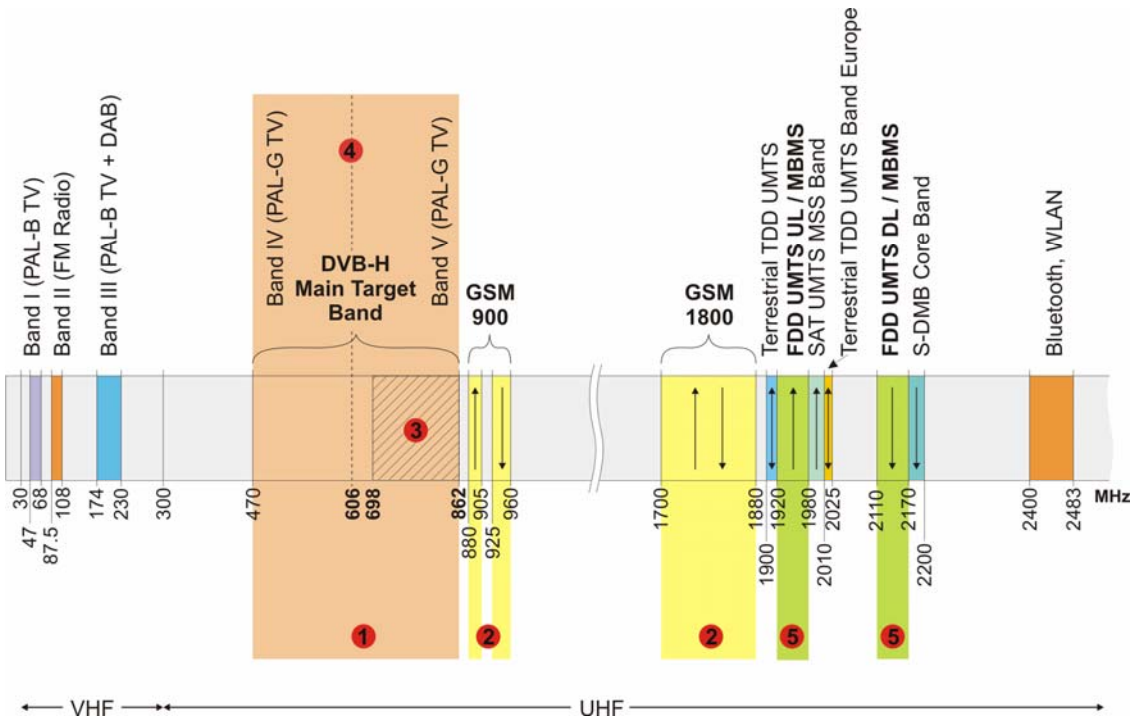 Band I (PAL-B TV)
Band II (FM Radio)
Band III (PAL-B TV + DAB)
Band IV (PAL-G TV)
4
Band V (PAL-G TV)
DVB-H
Main Target
Band
GSM
900
GSM
1800
Terrestrial TDD UMTS
FDD UMTS UL / MBMS
SAT UMTS MSS Band
Terrestrial TDD UMTS Band Europe
FDD UMTS DL / MBMS
S-DMB Core Band
Bluetooth, WLAN
3
30
47
68
87.5
108
174
230
300
470
606
698
862
880
905
925
960
1700
1880
1900
1920
1980
2010
2025
2110
2170
2200
2400
2483
MHz
1
2
2
5
5
VHF
UHF